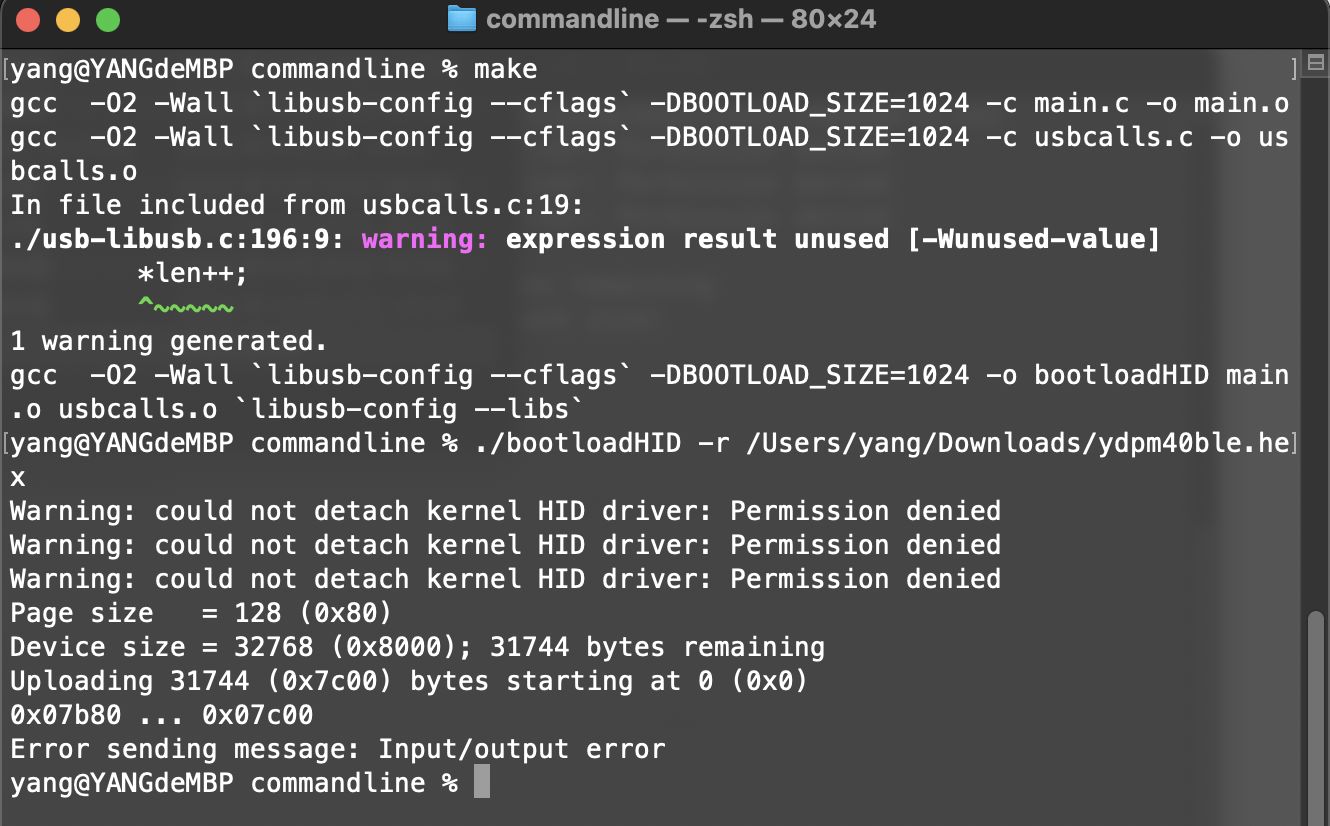 commandline — -zsh — 80×24
[yang@YANGdeMBP commandline % make ]
gcc  -O2 -Wall `libusb-config --cflags` -DBOOTLOAD_SIZE=1024 -c main.c -o main.o
gcc  -O2 -Wall `libusb-config --cflags` -DBOOTLOAD_SIZE=1024 -c usbcalls.c -o us
bcalls.o
In file included from usbcalls.c:19:
./usb-libusb.c:196:9: warning: expression result unused [-Wunused-value]
        *len++;
        ^~~~~~
1 warning generated.
gcc  -O2 -Wall `libusb-config --cflags` -DBOOTLOAD_SIZE=1024 -o bootloadHID main
.o usbcalls.o `libusb-config --libs`
[yang@YANGdeMBP commandline % ./bootloadHID -r /Users/yang/Downloads/ydpm40ble.he]
x
Warning: could not detach kernel HID driver: Permission denied
Warning: could not detach kernel HID driver: Permission denied
Warning: could not detach kernel HID driver: Permission denied
Page size   = 128 (0x80)
Device size = 32768 (0x8000); 31744 bytes remaining
Uploading 31744 (0x7c00) bytes starting at 0 (0x0)
0x07b80 ... 0x07c00
Error sending message: Input/output error
yang@YANGdeMBP commandline %